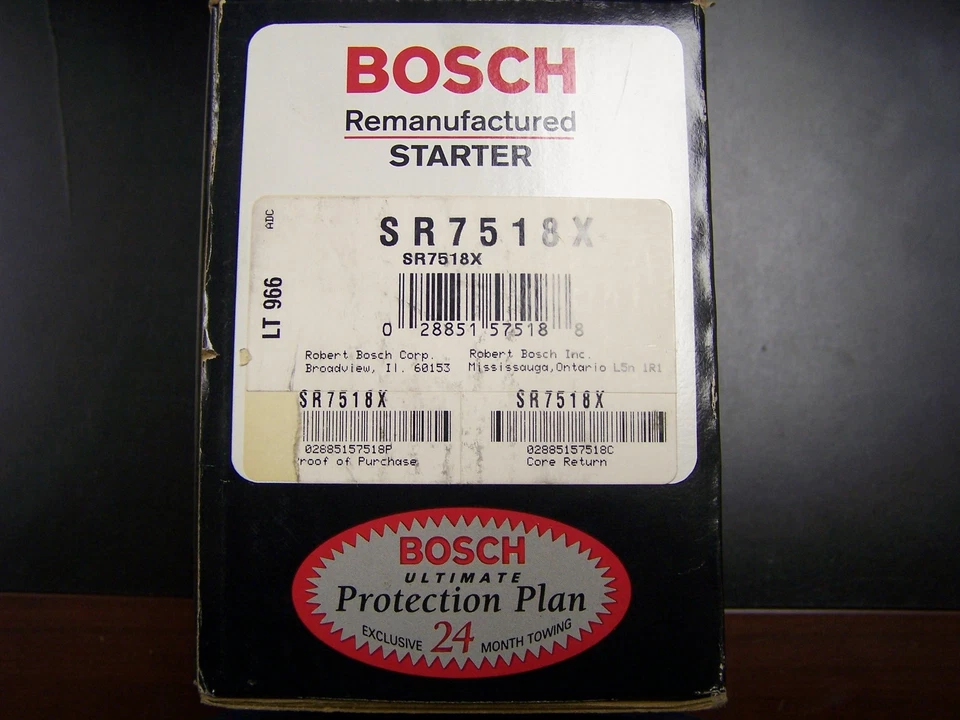 BOSCH
Remanufactured
STARTER
ADC
LT 966
SR7518X
SR7518X
0 28851 57518 8
Robert Bosch Corp. Robert Bosch Inc.
Broadview, Il. 60153 Mississauga, Ontario L5n 1R1
SR7518X SR7518X
02885157518P 02885157518C
roof of Purchase Core Return
BOSCH
ULTIMATE
Protection Plan
EXCLUSIVE 24 MONTH TOWING